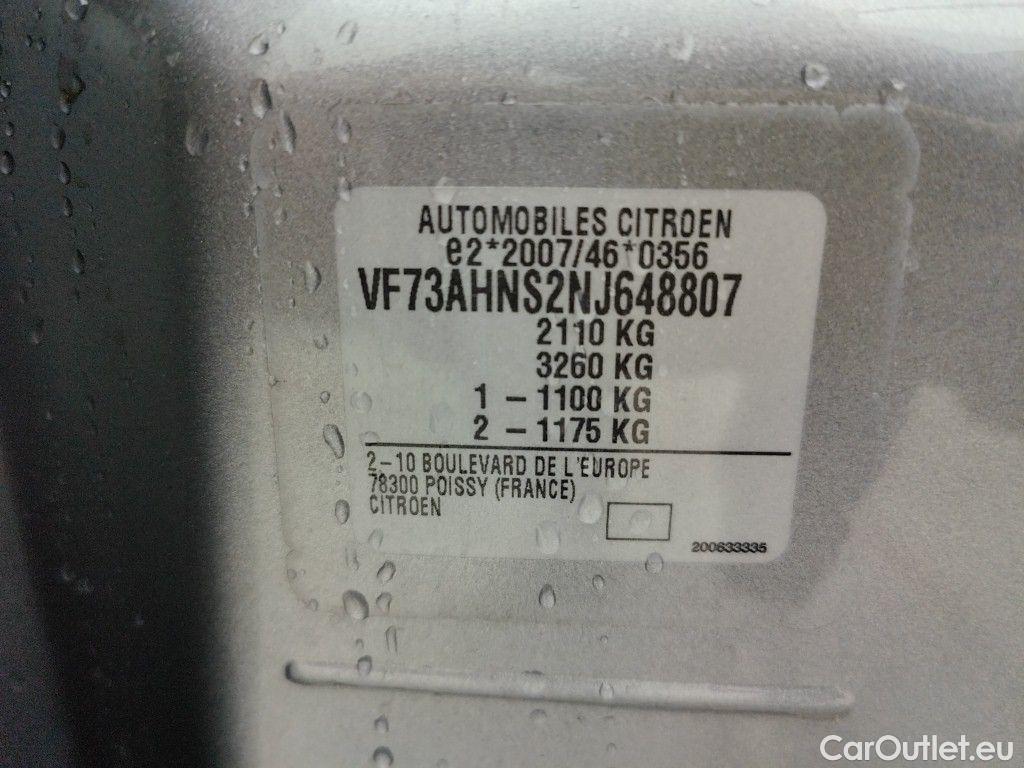 AUTOMOBILES CITROEN
e2*2007/46*0356
VF73AHNS2NJ648807
2110 KG
3260 KG
1 – 1100 KG
2 – 1175 KG
2–10 BOULEVARD DE L'EUROPE
78300 POISSY (FRANCE)
CITROEN
200633335
CarOutlet.eu